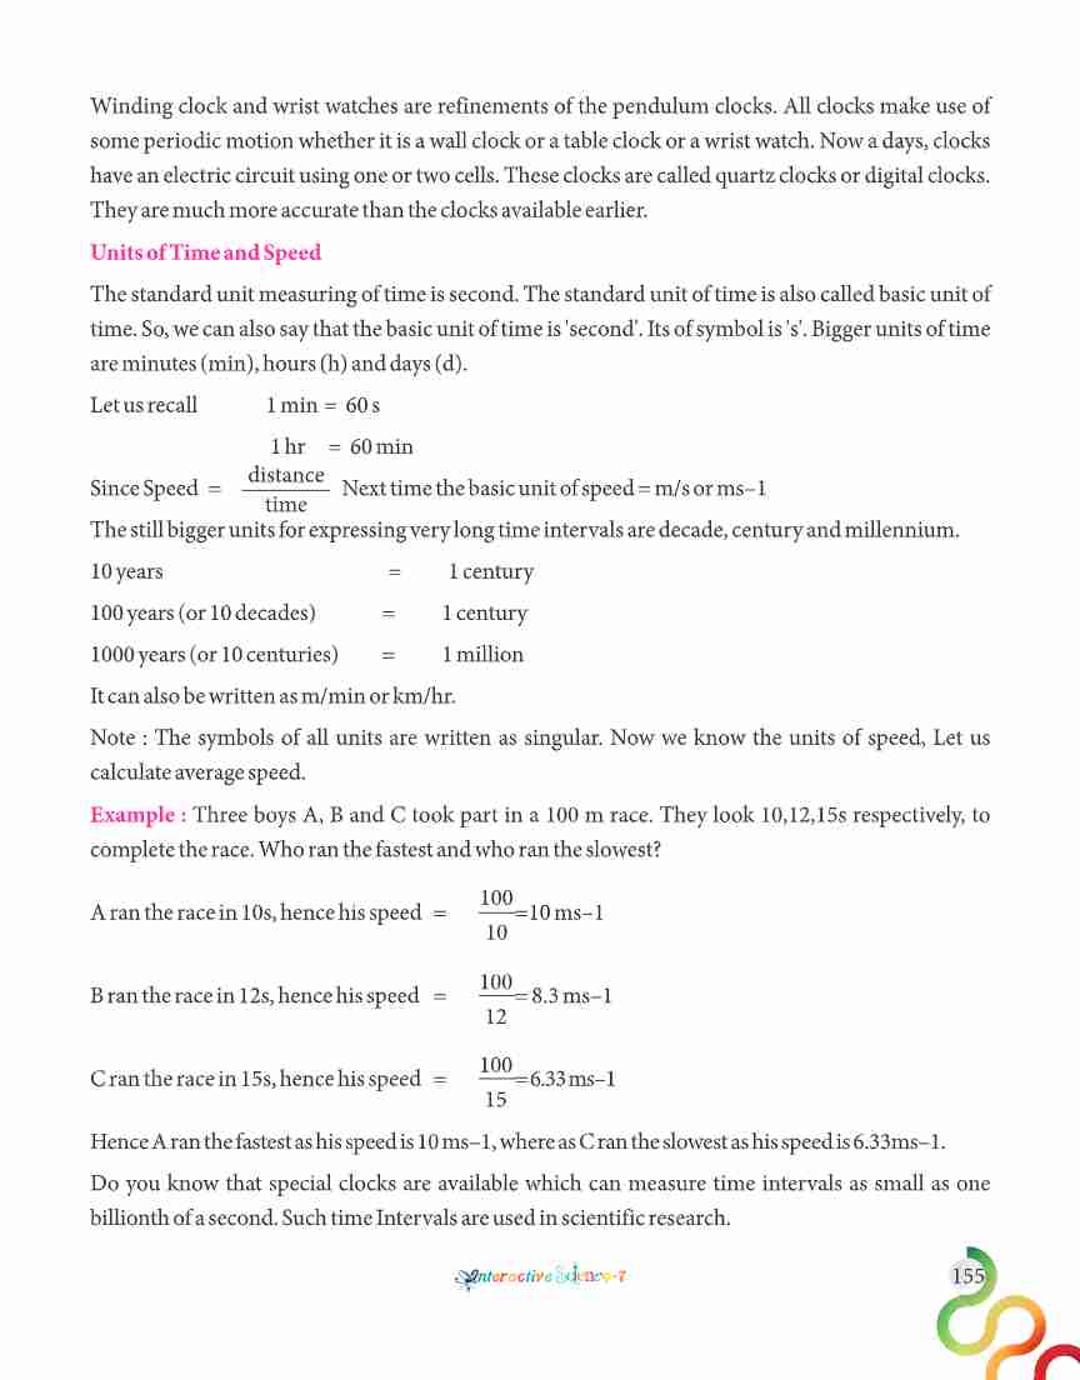 Winding clock and wrist watches are refinements of the pendulum clocks. All clocks make use of
some periodic motion whether it is a wall clock or a table clock or a wrist watch. Now a days, clocks
have an electric circuit using one or two cells. These clocks are called quartz clocks or digital clocks.
They are much more accurate than the clocks available earlier.
Units of Time and Speed
The standard unit measuring of time is second. The standard unit of time is also called basic unit of
time. So, we can also say that the basic unit of time is 'second'. Its of symbol is 's'. Bigger units of time
are minutes (min), hours (h) and days (d).
Let us recall 1 min = 60 s
1 hr = 60 min
Since Speed = distance / time Next time the basic unit of speed = m/s or ms–1
The still bigger units for expressing very long time intervals are decade, century and millennium.
10 years = 1 century
100 years (or 10 decades) = 1 century
1000 years (or 10 centuries) = 1 million
It can also be written as m/min or km/hr.
Note : The symbols of all units are written as singular. Now we know the units of speed, Let us
calculate average speed.
Example : Three boys A, B and C took part in a 100 m race. They look 10,12,15s respectively, to
complete the race. Who ran the fastest and who ran the slowest?
A ran the race in 10s, hence his speed = 100/10 =10 ms–1
B ran the race in 12s, hence his speed = 100/12 = 8.3 ms–1
C ran the race in 15s, hence his speed = 100/15 =6.33 ms–1
Hence A ran the fastest as his speed is 10 ms–1, where as C ran the slowest as his speed is 6.33ms–1.
Do you know that special clocks are available which can measure time intervals as small as one
billionth of a second. Such time Intervals are used in scientific research.
Interactive Science-7
155